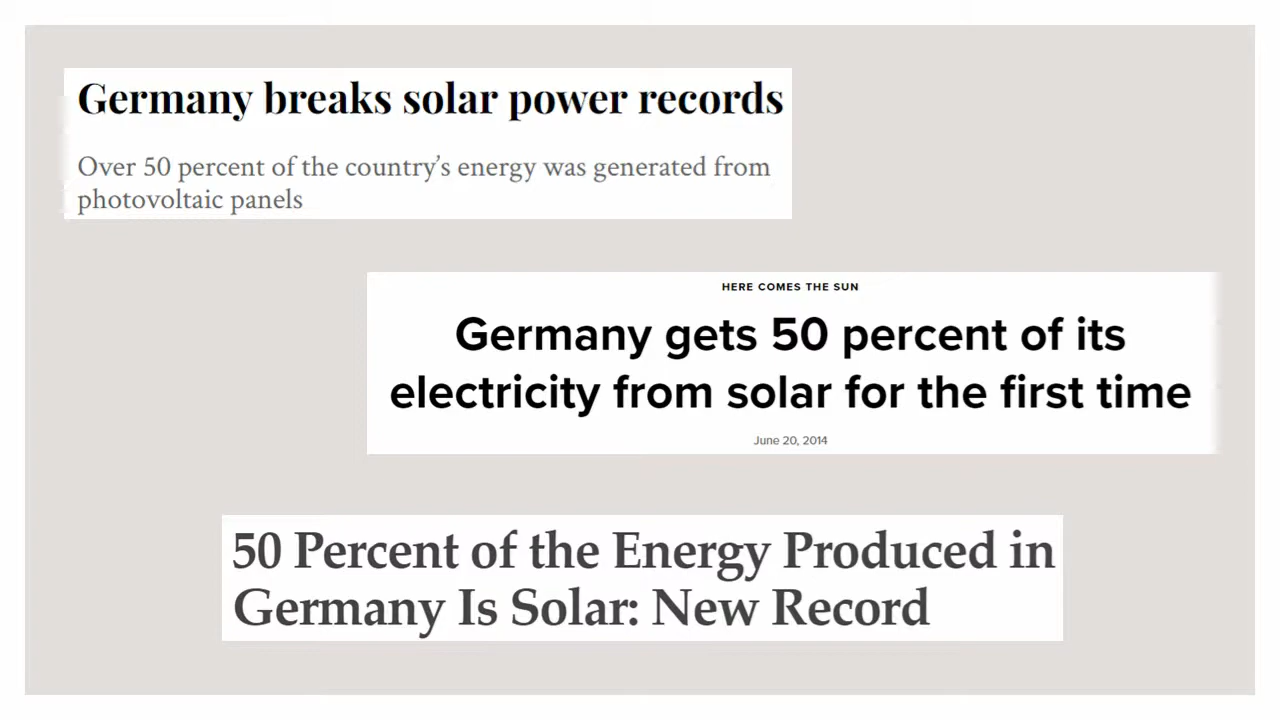 Germany breaks solar power records
Over 50 percent of the country’s energy was generated from
photovoltaic panels
HERE COMES THE SUN
Germany gets 50 percent of its
electricity from solar for the first time
June 20, 2014
50 Percent of the Energy Produced in
Germany Is Solar: New Record